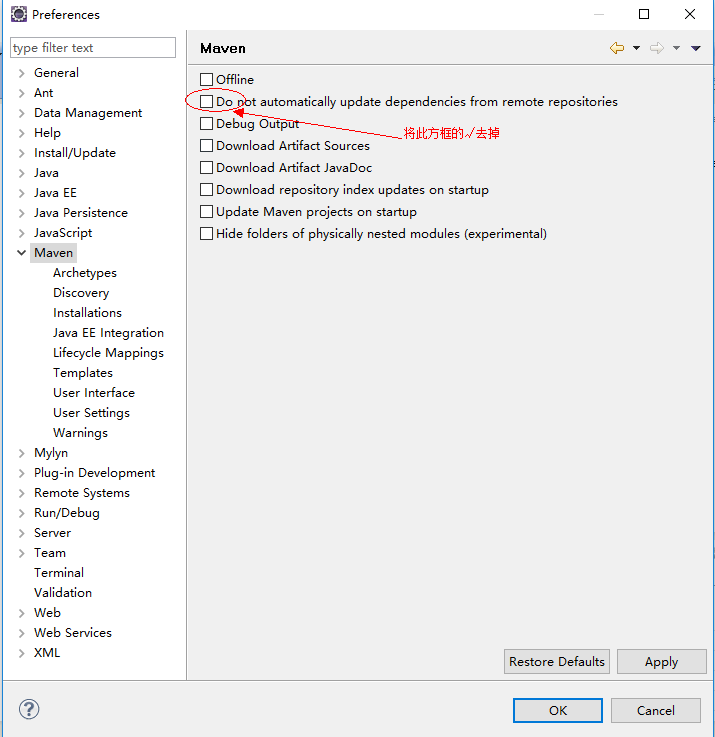 Preferences
type filter text
General
Ant
Data Management
Help
Install/Update
Java
Java EE
Java Persistence
JavaScript
Maven
Archetypes
Discovery
Installations
Java EE Integration
Lifecycle Mappings
Templates
User Interface
User Settings
Warnings
Mylyn
Plug-in Development
Remote Systems
Run/Debug
Server
Team
Terminal
Validation
Web
Web Services
XML
Maven
Offline
Do not automatically update dependencies from remote repositories
Debug Output
将此方框的√去掉
Download Artifact Sources
Download Artifact JavaDoc
Download repository index updates on startup
Update Maven projects on startup
Hide folders of physically nested modules (experimental)
Restore Defaults
Apply
?
OK
Cancel